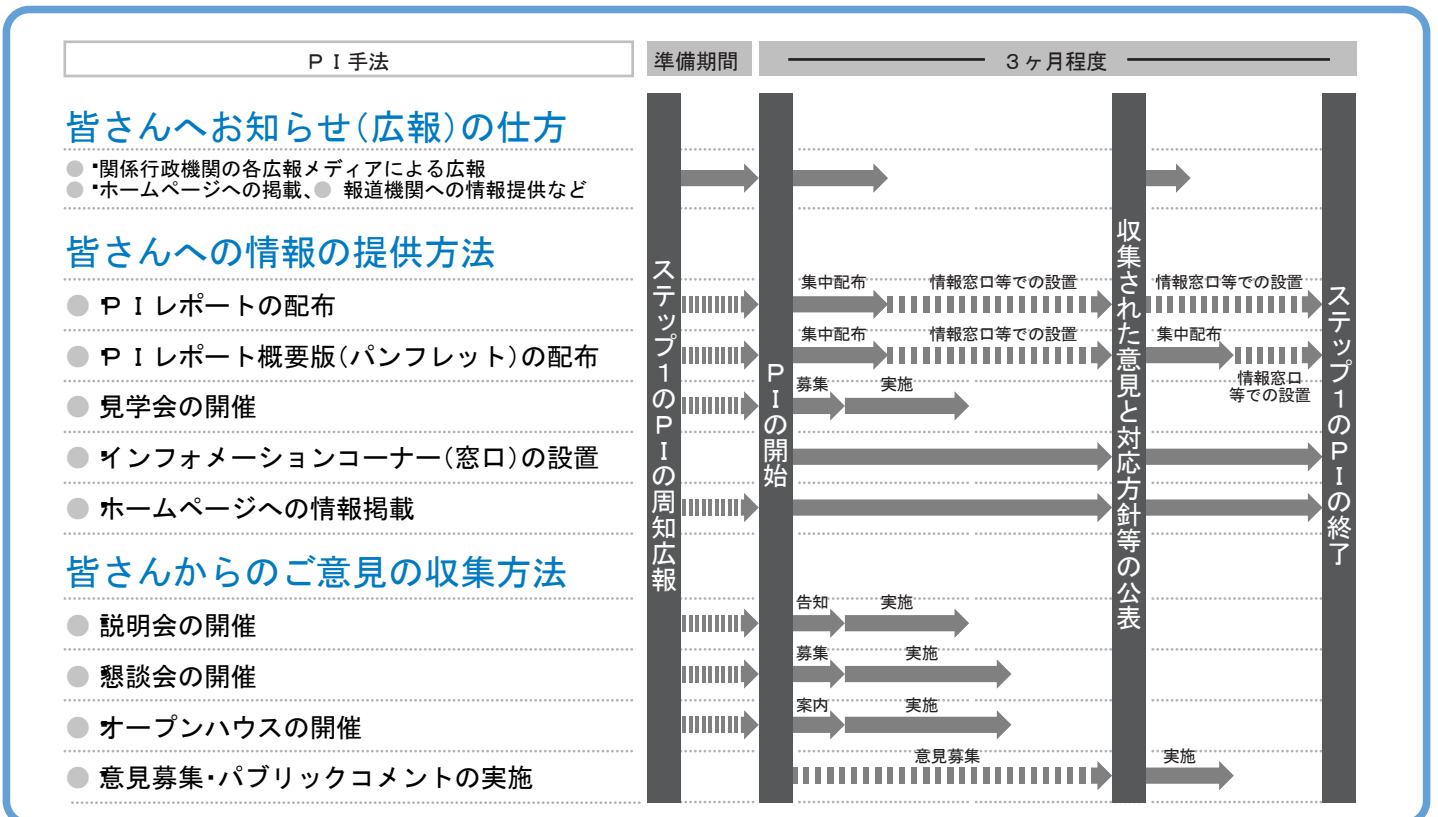 ＰＩ手法
準備期間
３ヶ月程度
皆さんへお知らせ（広報）の仕方
● 関係行政機関の各広報メディアによる広報
● ホームページへの掲載、● 報道機関への情報提供など
皆さんへの情報の提供方法
● ＰＩレポートの配布
集中配布
情報窓口等での設置
情報窓口等での設置
● ＰＩレポート概要版（パンフレット）の配布
集中配布
情報窓口等での設置
集中配布
情報窓口
等での設置
● 見学会の開催
募集
実施
● インフォメーションコーナー（窓口）の設置
● ホームページへの情報掲載
皆さんからのご意見の収集方法
● 説明会の開催
告知
実施
● 懇談会の開催
募集
実施
● オープンハウスの開催
案内
実施
● 意見募集・パブリックコメントの実施
意見募集
実施
ステップ１のＰＩの周知広報
ＰＩの開始
収集された意見と対応方針等の公表
ステップ１のＰＩの終了